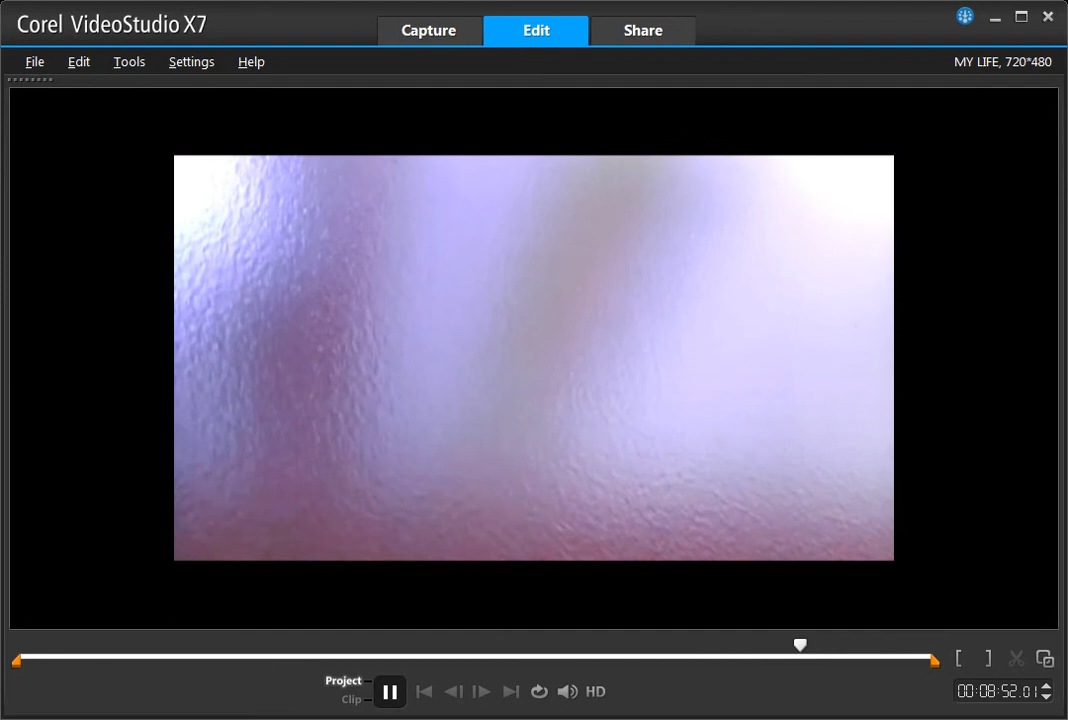 Corel VideoStudio X7
Capture
Edit
Share
File
Edit
Tools
Settings
Help
MY LIFE, 720*480
Project
Clip
HD
00:08:52.01